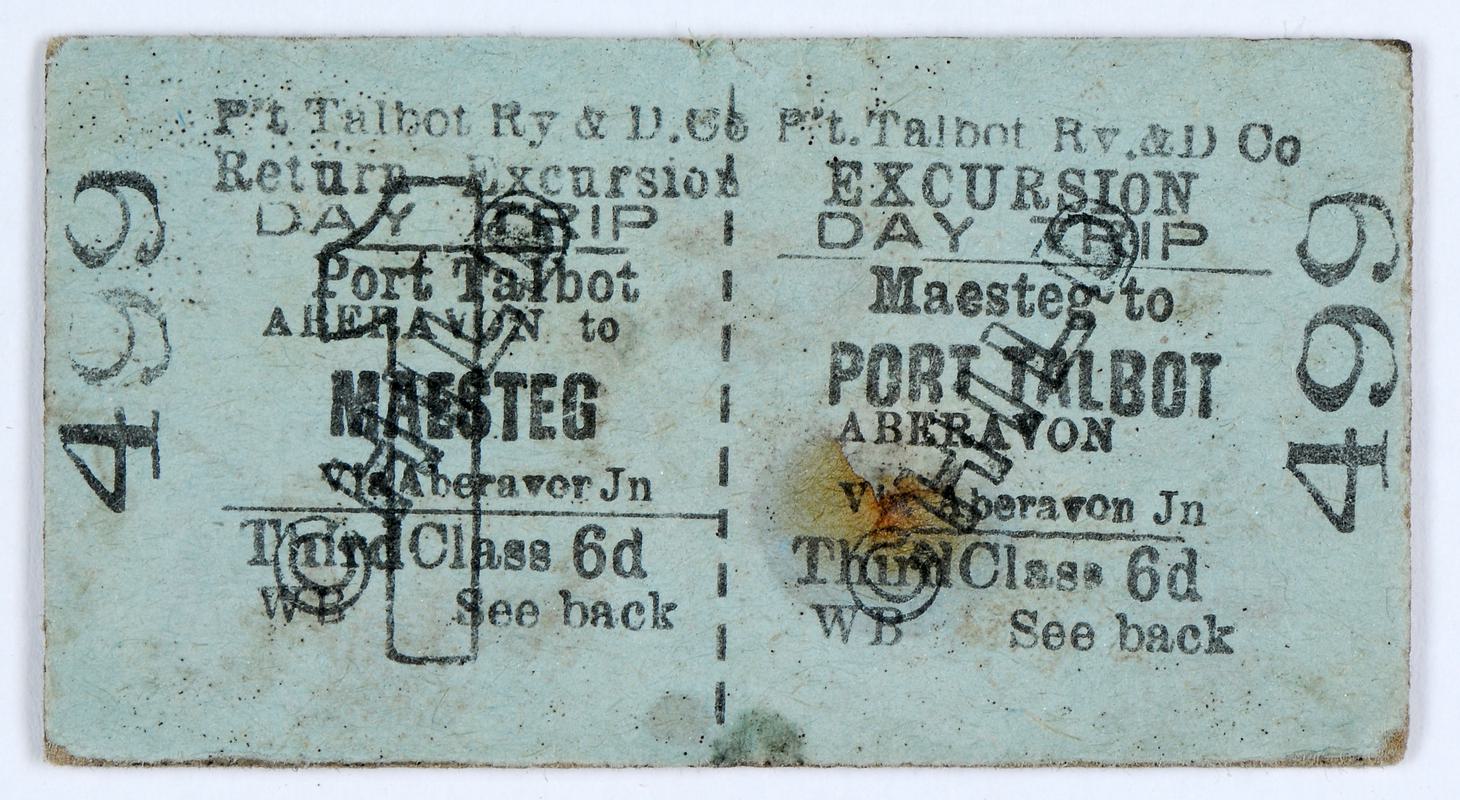 499
P't Talbot Ry & D.Co
Return Excursion
DAY TRIP
Port Talbot
ABERAVON to
MAESTEG
via Aberavon Jn
Third Class 6d
WB See back
1
P't. Talbot Ry. & D Co
EXCURSION
DAY TRIP
Maesteg to
PORT TALBOT
ABERAVON
Via Aberavon Jn
Third Class 6d
WB See back
499